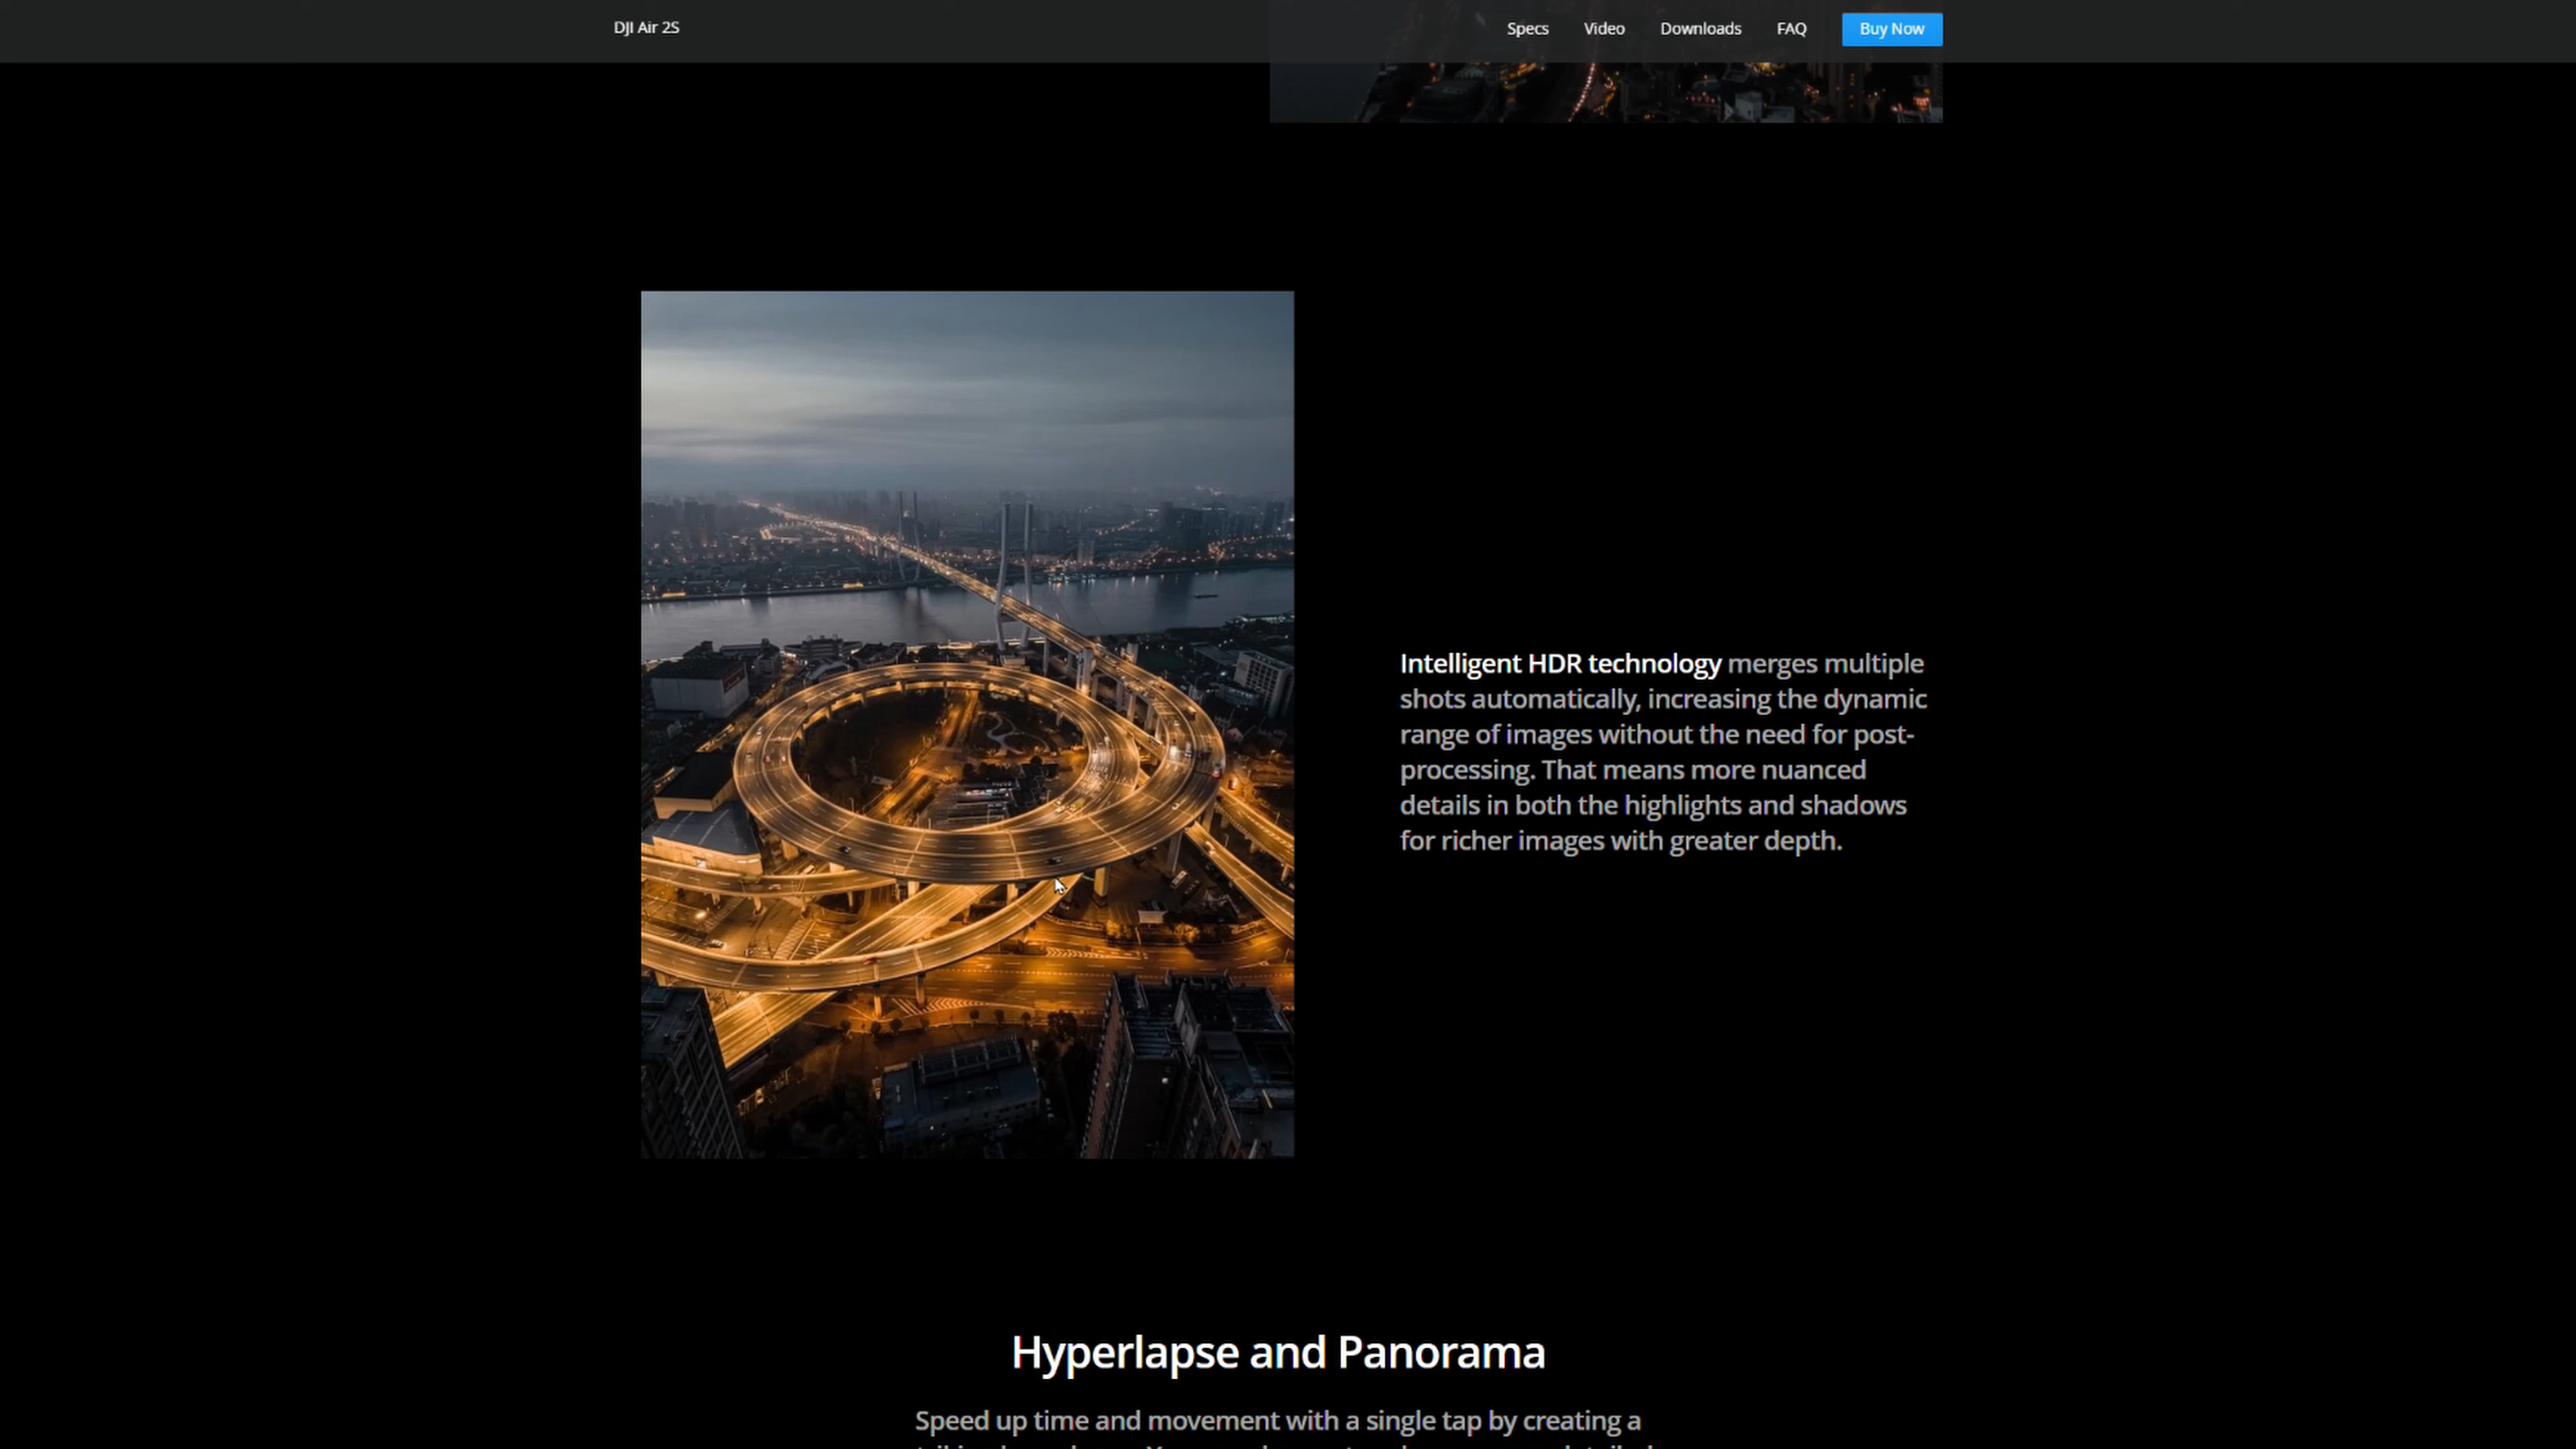 DJI Air 2S
Specs
Video
Downloads
FAQ
Buy Now
Intelligent HDR technology merges multiple
shots automatically, increasing the dynamic
range of images without the need for post-
processing. That means more nuanced
details in both the highlights and shadows
for richer images with greater depth.
Hyperlapse and Panorama
Speed up time and movement with a single tap by creating a